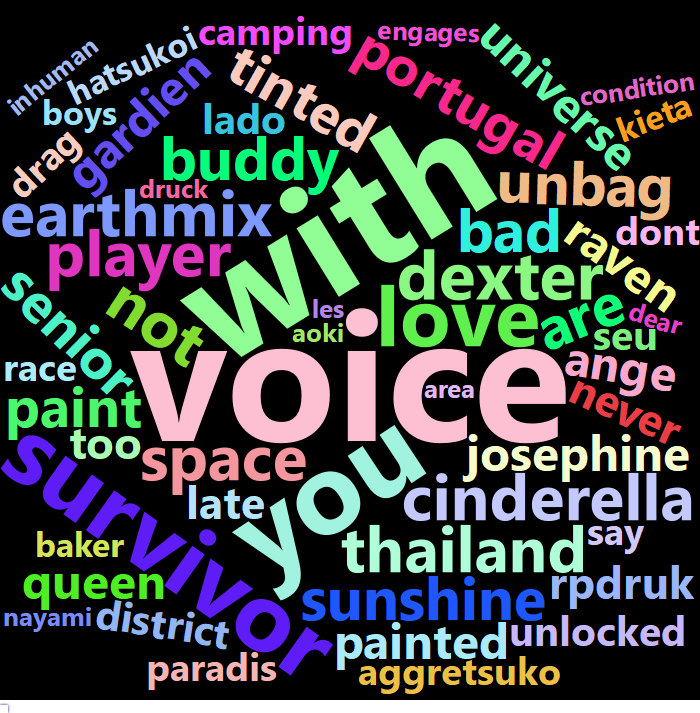 camping
engages
universe
inhuman
hatsukoi
tinted
portugal
condition
boys
gardien
lado
kieta
drag
buddy
with
unbag
druck
earthmix
player
bad
raven
dont
senior
not
dexter
les
love
are
dear
aoki
seu
race
voice
ange
area
never
paint
too
space
you
josephine
survivor
late
cinderella
baker
thailand
say
queen
sunshine
rpdruk
nayami
district
painted
unlocked
paradis
aggretsuko